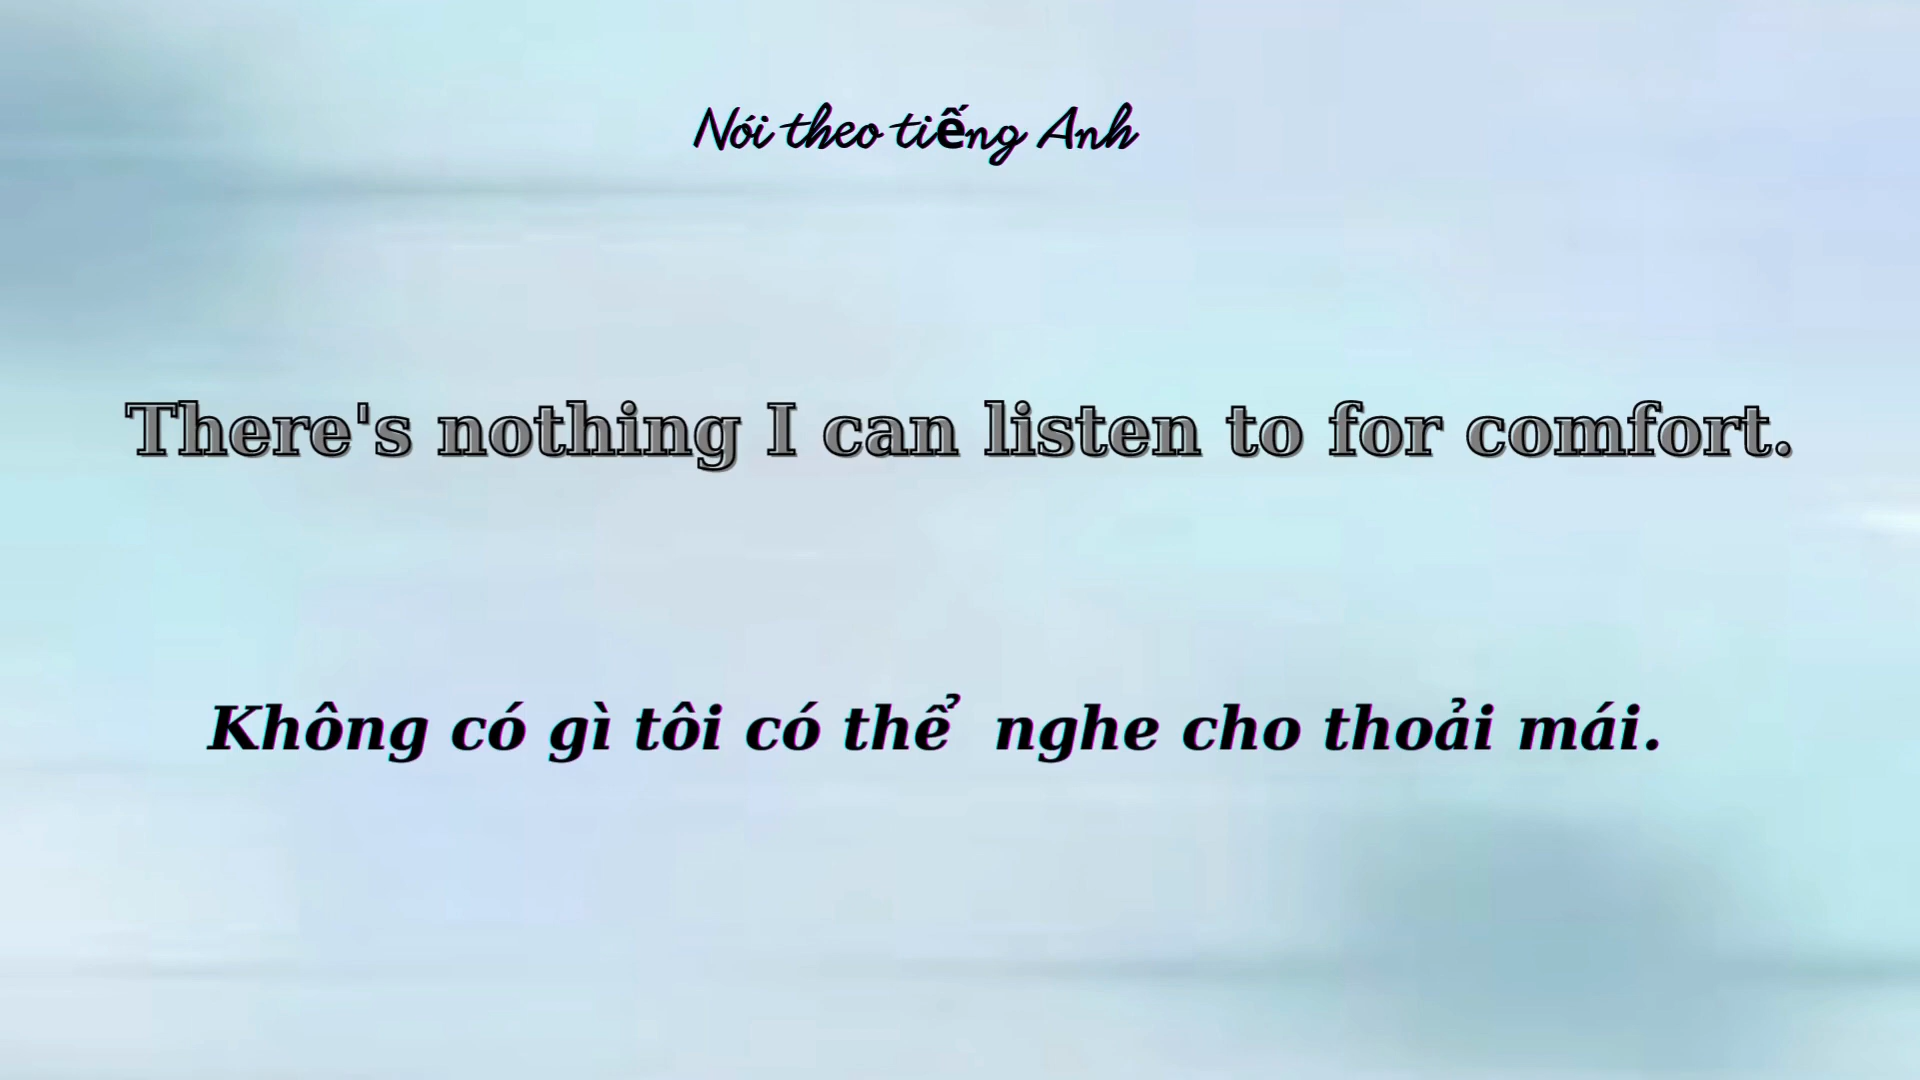 Nói theo tiếng Anh
There's nothing I can listen to for comfort.
Không có gì tôi có thể nghe cho thoải mái.